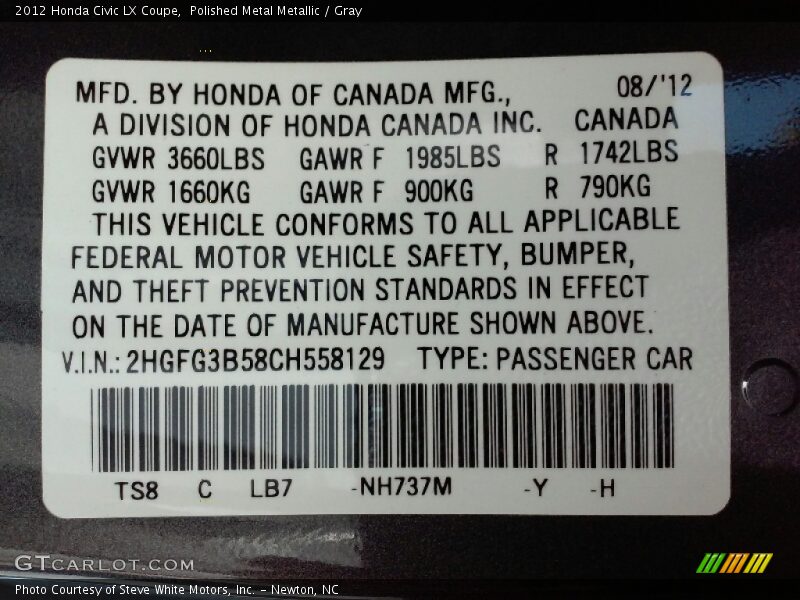 2012 Honda Civic LX Coupe,  Polished Metal Metallic / Gray
MFD. BY HONDA OF CANADA MFG., 08/'12
A DIVISION OF HONDA CANADA INC. CANADA
GVWR 3660LBS GAWR F 1985LBS R 1742LBS
GVWR 1660KG GAWR F 900KG R 790KG
THIS VEHICLE CONFORMS TO ALL APPLICABLE
FEDERAL MOTOR VEHICLE SAFETY, BUMPER,
AND THEFT PREVENTION STANDARDS IN EFFECT
ON THE DATE OF MANUFACTURE SHOWN ABOVE.
V.I.N.: 2HGFG3B58CH558129 TYPE: PASSENGER CAR
TS8 C LB7 -NH737M -Y -H
GTCARLOT.COM
Photo Courtesy of Steve White Motors, Inc. – Newton, NC